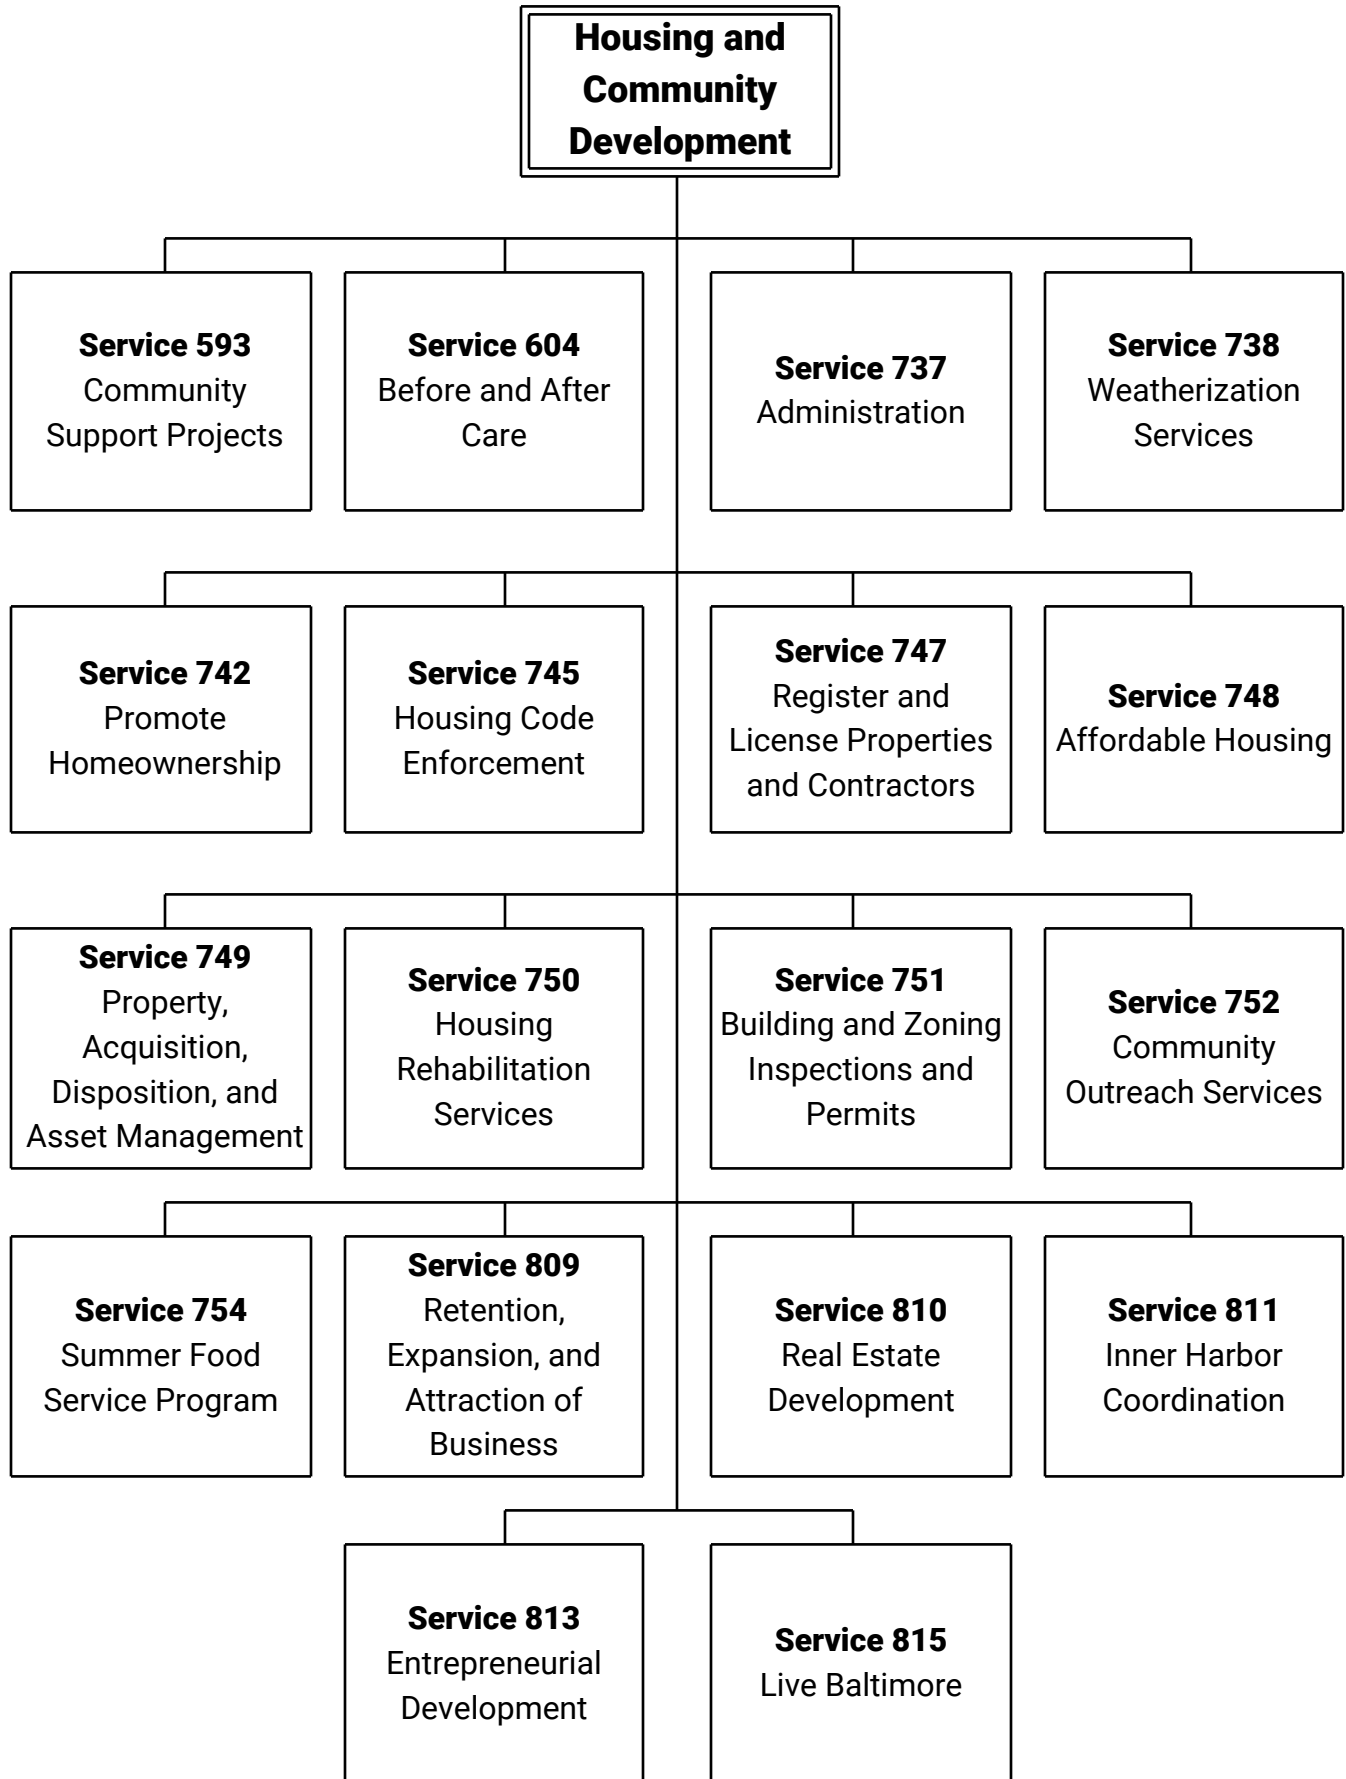 Housing and
Community
Development
Service 593
Community
Support Projects
Service 604
Before and After
Care
Service 737
Administration
Service 738
Weatherization
Services
Service 742
Promote
Homeownership
Service 745
Housing Code
Enforcement
Service 747
Register and
License Properties
and Contractors
Service 748
Affordable Housing
Service 749
Property,
Acquisition,
Disposition, and
Asset Management
Service 750
Housing
Rehabilitation
Services
Service 751
Building and Zoning
Inspections and
Permits
Service 752
Community
Outreach Services
Service 754
Summer Food
Service Program
Service 809
Retention,
Expansion, and
Attraction of
Business
Service 810
Real Estate
Development
Service 811
Inner Harbor
Coordination
Service 813
Entrepreneurial
Development
Service 815
Live Baltimore